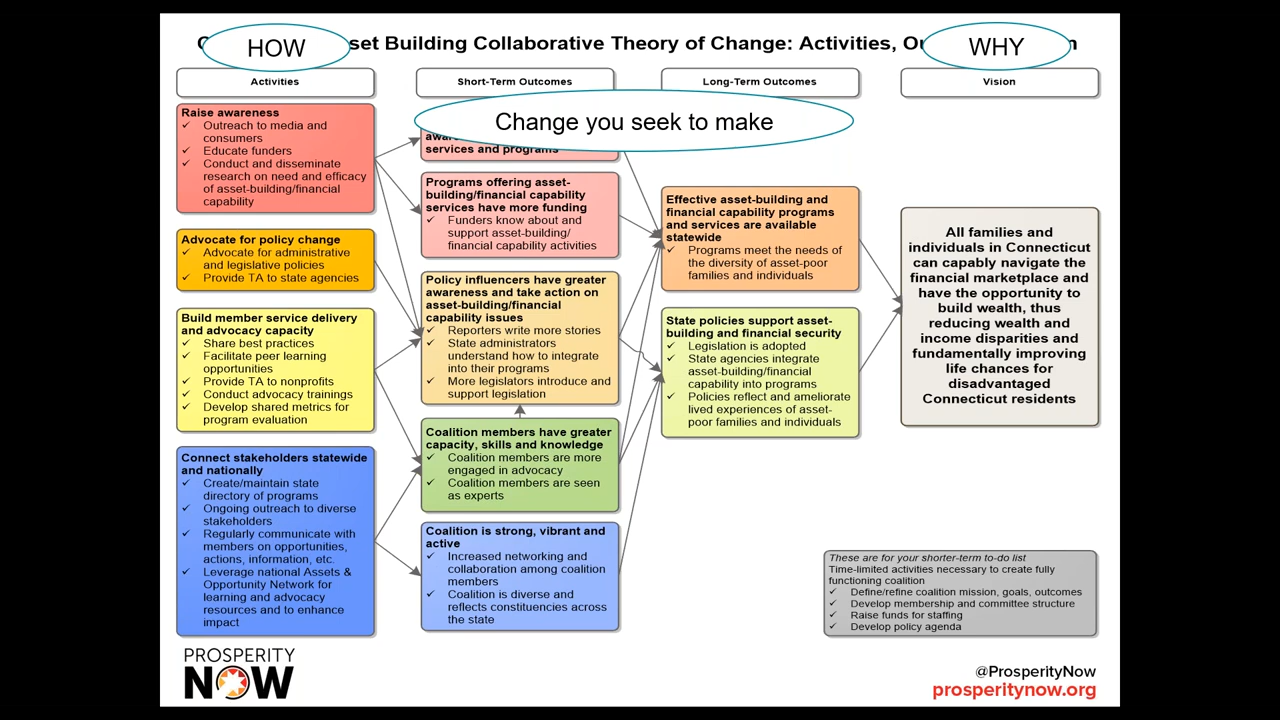 HOW
set Building Collaborative Theory of Change: Activities,
WHY
Activities
Short-Term Outcomes
Long-Term Outcomes
Vision
Raise awareness
✓ Outreach to media and
consumers
✓ Educate funders
✓ Conduct and disseminate
research on need and efficacy
of asset-building/financial
capability
Advocate for policy change
✓ Advocate for administrative
and legislative policies
✓ Provide TA to state agencies
Build member service delivery
and advocacy capacity
✓ Share best practices
✓ Facilitate peer learning
opportunities
✓ Provide TA to nonprofits
✓ Conduct advocacy trainings
✓ Develop shared metrics for
program evaluation
Connect stakeholders statewide
and nationally
✓ Create/maintain state
directory of programs
✓ Ongoing outreach to diverse
stakeholders
✓ Regularly communicate with
members on opportunities,
actions, information, etc.
✓ Leverage national Assets &
Opportunity Network for
learning and advocacy
resources and to enhance
impact
Change you seek to make
services and programs
Programs offering asset-
building/financial capability
services have more funding
✓ Funders know about and
support asset-building/
financial capability activities
Policy influencers have greater
awareness and take action on
asset-building/financial
capability issues
✓ Reporters write more stories
✓ State administrators
understand how to integrate
into their programs
✓ More legislators introduce and
support legislation
Coalition members have greater
capacity, skills and knowledge
✓ Coalition members are more
engaged in advocacy
✓ Coalition members are seen
as experts
Coalition is strong, vibrant and
active
✓ Increased networking and
collaboration among coalition
members
✓ Coalition is diverse and
reflects constituencies across
the state
Effective asset-building and
financial capability programs
and services are available
statewide
✓ Programs meet the needs of
the diversity of asset-poor
families and individuals
State policies support asset-
building and financial security
✓ Legislation is adopted
✓ State agencies integrate
asset-building/financial
capability into programs
✓ Policies reflect and ameliorate
lived experiences of asset-
poor families and individuals
All families and
individuals in Connecticut
can capably navigate the
financial marketplace and
have the opportunity to
build wealth, thus
reducing wealth and
income disparities and
fundamentally improving
life chances for
disadvantaged
Connecticut residents
These are for your shorter-term to-do list
Time-limited activities necessary to create fully
functioning coalition
✓ Define/refine coalition mission, goals, outcomes
✓ Develop membership and committee structure
✓ Raise funds for staffing
✓ Develop policy agenda
PROSPERITY
NOW
@ProsperityNow
prosperitynow.org